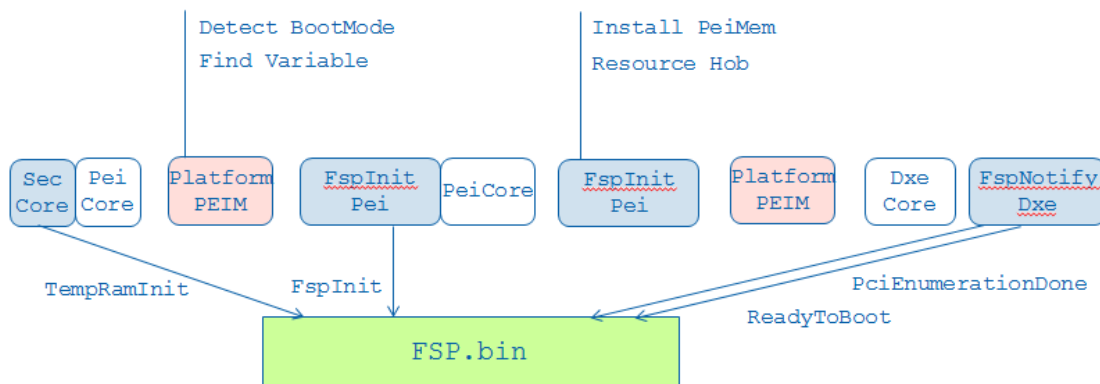 Detect BootMode
Find Variable
Install PeiMem
Resource Hob
Sec
Core
Pei
Core
Platform
PEIM
FspInit
Pei
PeiCore
FspInit
Pei
Platform
PEIM
Dxe
Core
FspNotify
Dxe
TempRamInit
FspInit
PciEnumerationDone
ReadyToBoot
FSP.bin